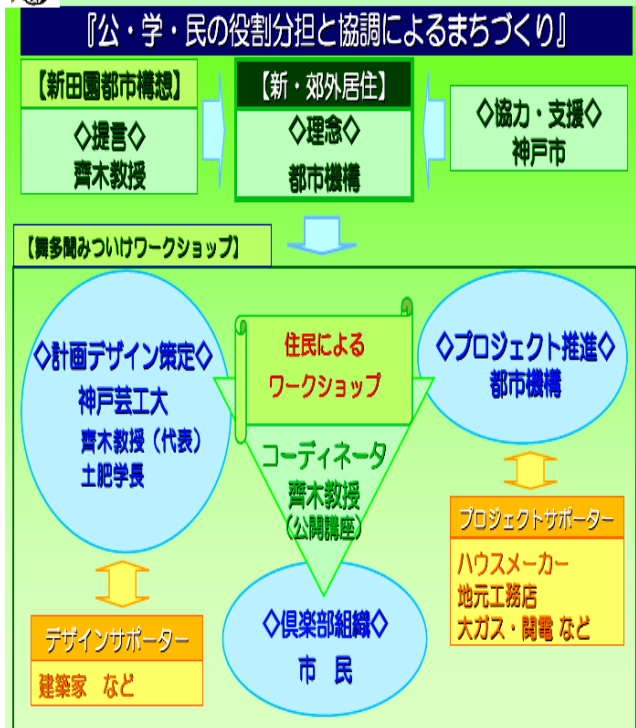 『公・学・民の役割分担と協調によるまちづくり』
【新田園都市構想】
◇提言◇
齊木教授
【新・郊外居住】
◇理念◇
都市機構
◇協力・支援◇
神戸市
【舞多聞みついけワークショップ】
◇計画デザイン策定◇
神戸芸工大
齊木教授（代表）
土肥学長
住民による
ワークショップ
コーディネータ
齊木教授
（公開講座）
◇プロジェクト推進◇
都市機構
プロジェクトサポーター
ハウスメーカー
地元工務店
大ガス・関電 など
デザインサポーター
建築家 など
◇倶楽部組織◇
市 民